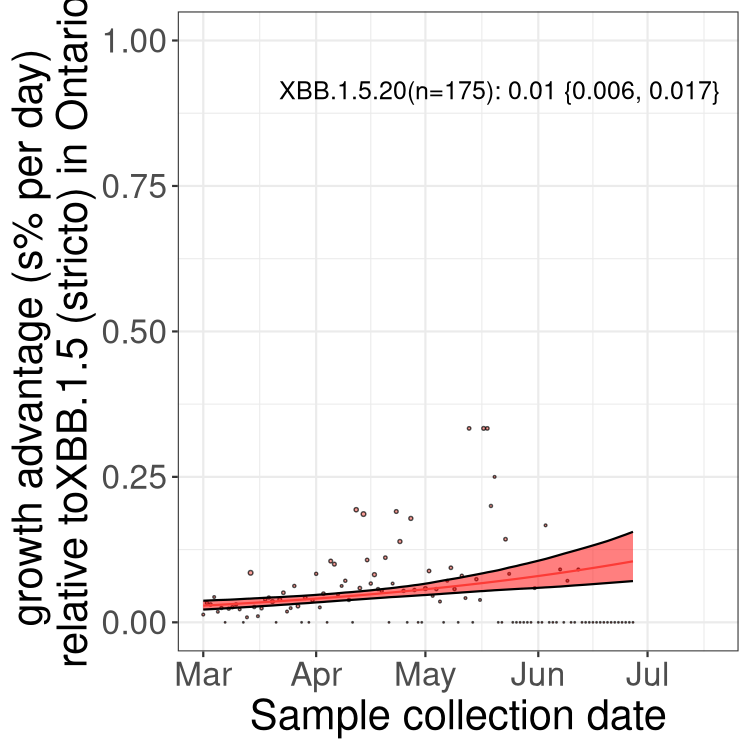 growth advantage (s% per day)
relative toXBB.1.5 (stricto) in Ontario
1.00
0.75
0.50
0.25
0.00
XBB.1.5.20(n=175): 0.01 {0.006, 0.017}
Mar Apr May Jun Jul
Sample collection date